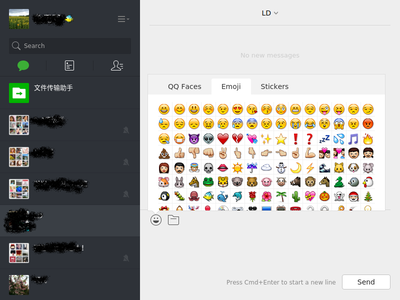 Search
文件传输助手
LD
No new messages
QQ Faces
Emoji
Stickers
Press Cmd+Enter to start a new line
Send